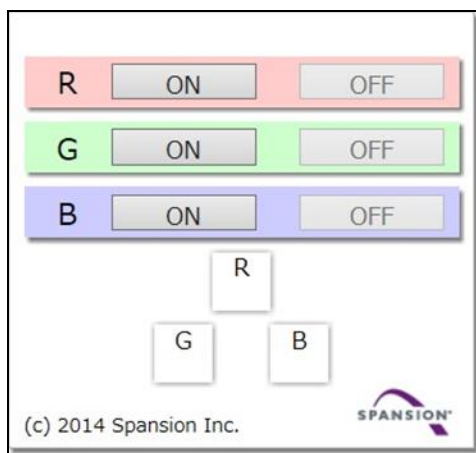 R ON OFF
G ON OFF
B ON OFF
R
G B
SPANSION
(c) 2014 Spansion Inc.